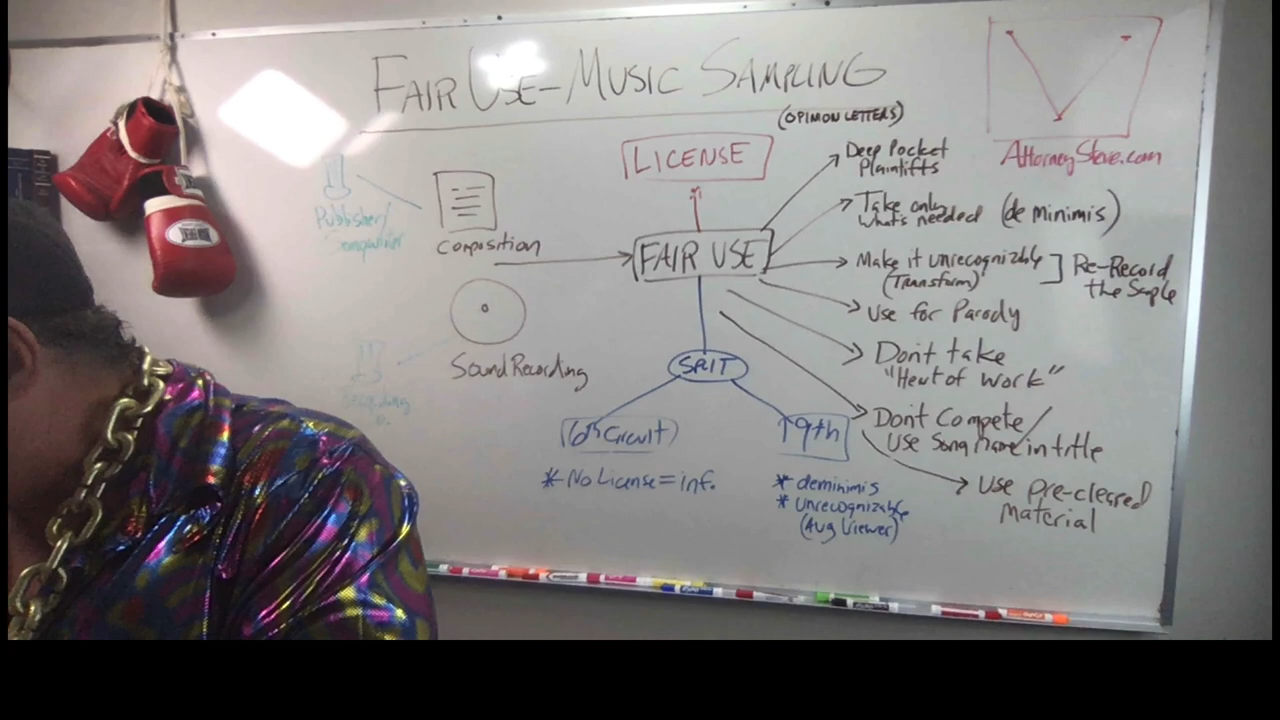 FAIR USE - MUSIC SAMPLING
(OPINION LETTERS)
AttorneySteve.com
LICENSE
Publisher/
Songwriter
Composition
FAIR USE
Deep Pocket
Plaintiffs
Take only
what's needed (de minimis)
Make it unrecognizable
(Transform)
Re-Record
the Sample
Use for Parody
Sound Recording
SPLIT
Don't take
"Heart of Work"
Don't Compete/
Use Song name in title
Use pre-cleared
Material
6th Circuit
* No License = inf.
9th
* deminimis
* Unrecognizable
(Avg Viewer)